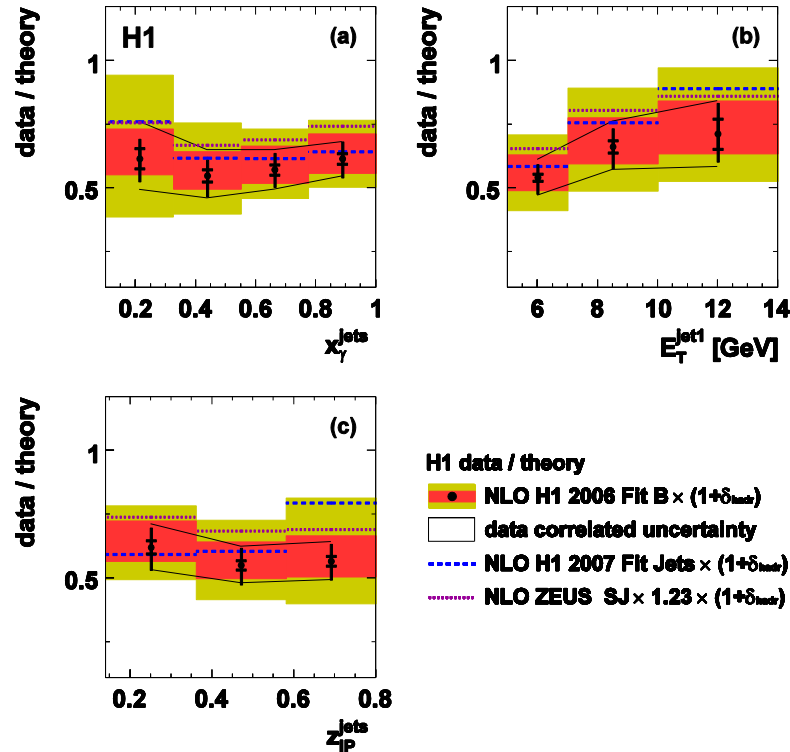 H1 (a)
data / theory
1
0.5
0.2 0.4 0.6 0.8 1
x_γ^jets
(b)
data / theory
1
0.5
6 8 10 12 14
E_T^jet1 [GeV]
(c)
data / theory
1
0.5
0.2 0.4 0.6 0.8
z_IP^jets
H1 data / theory
NLO H1 2006 Fit B × (1+δ_hadr)
data correlated uncertainty
NLO H1 2007 Fit Jets × (1+δ_hadr)
NLO ZEUS SJ × 1.23 × (1+δ_hadr)